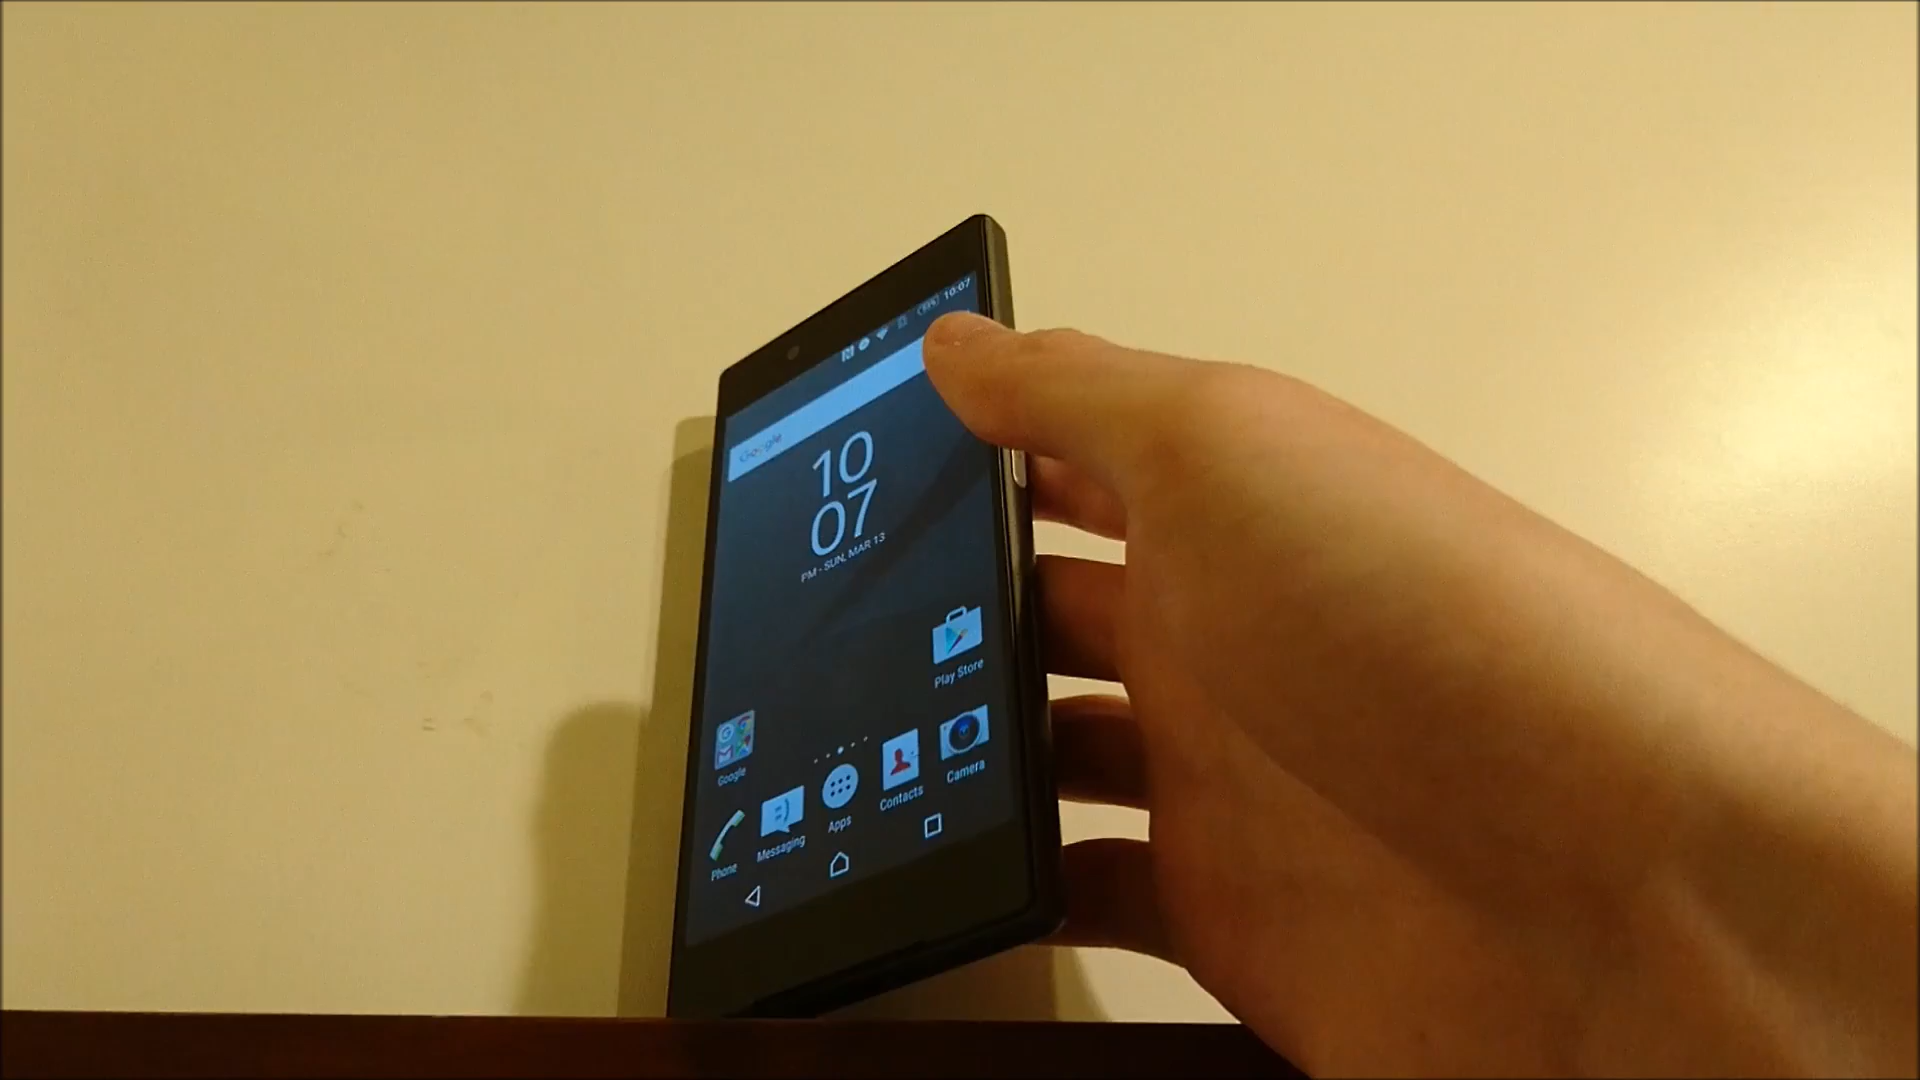 10:07
Google
10
07
PM - SUN, MAR 13
Play Store
Google
Phone
Messaging
Apps
Contacts
Camera